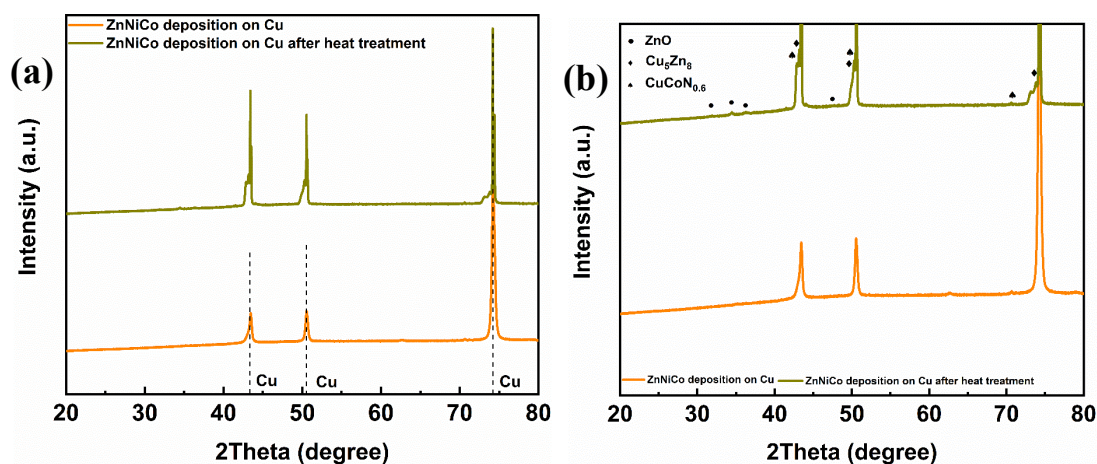 (a)
ZnNiCo deposition on Cu
ZnNiCo deposition on Cu after heat treatment
Intensity (a.u.)
Cu
Cu
Cu
20 30 40 50 60 70 80
2Theta (degree)
(b)
ZnO
Cu₅Zn₈
CuCoN₀.₆
Intensity (a.u.)
ZnNiCo deposition on Cu ZnNiCo deposition on Cu after heat treatment
20 30 40 50 60 70 80
2Theta (degree)